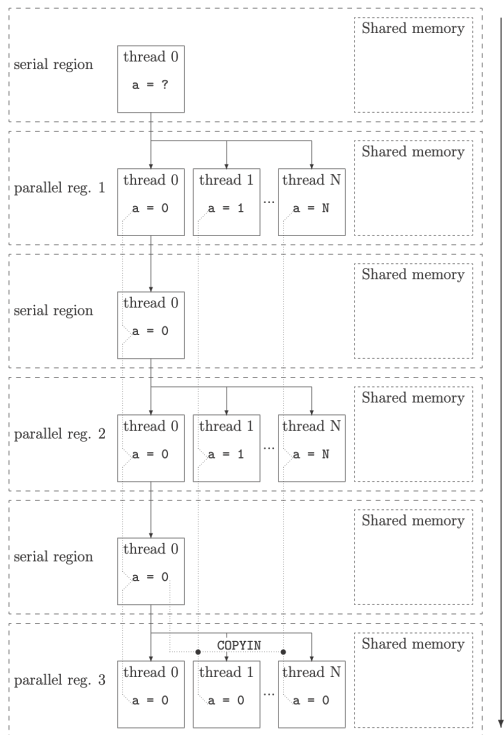 Shared memory
thread 0
serial region
a = ?
Shared memory
thread 0 thread 1 thread N
parallel reg. 1
a = 0 a = 1 ... a = N
Shared memory
thread 0
serial region
a = 0
Shared memory
thread 0 thread 1 thread N
parallel reg. 2
a = 0 a = 1 ... a = N
Shared memory
thread 0
serial region
a = 0
COPYIN
Shared memory
thread 0 thread 1 thread N
parallel reg. 3
a = 0 a = 0 ... a = 0